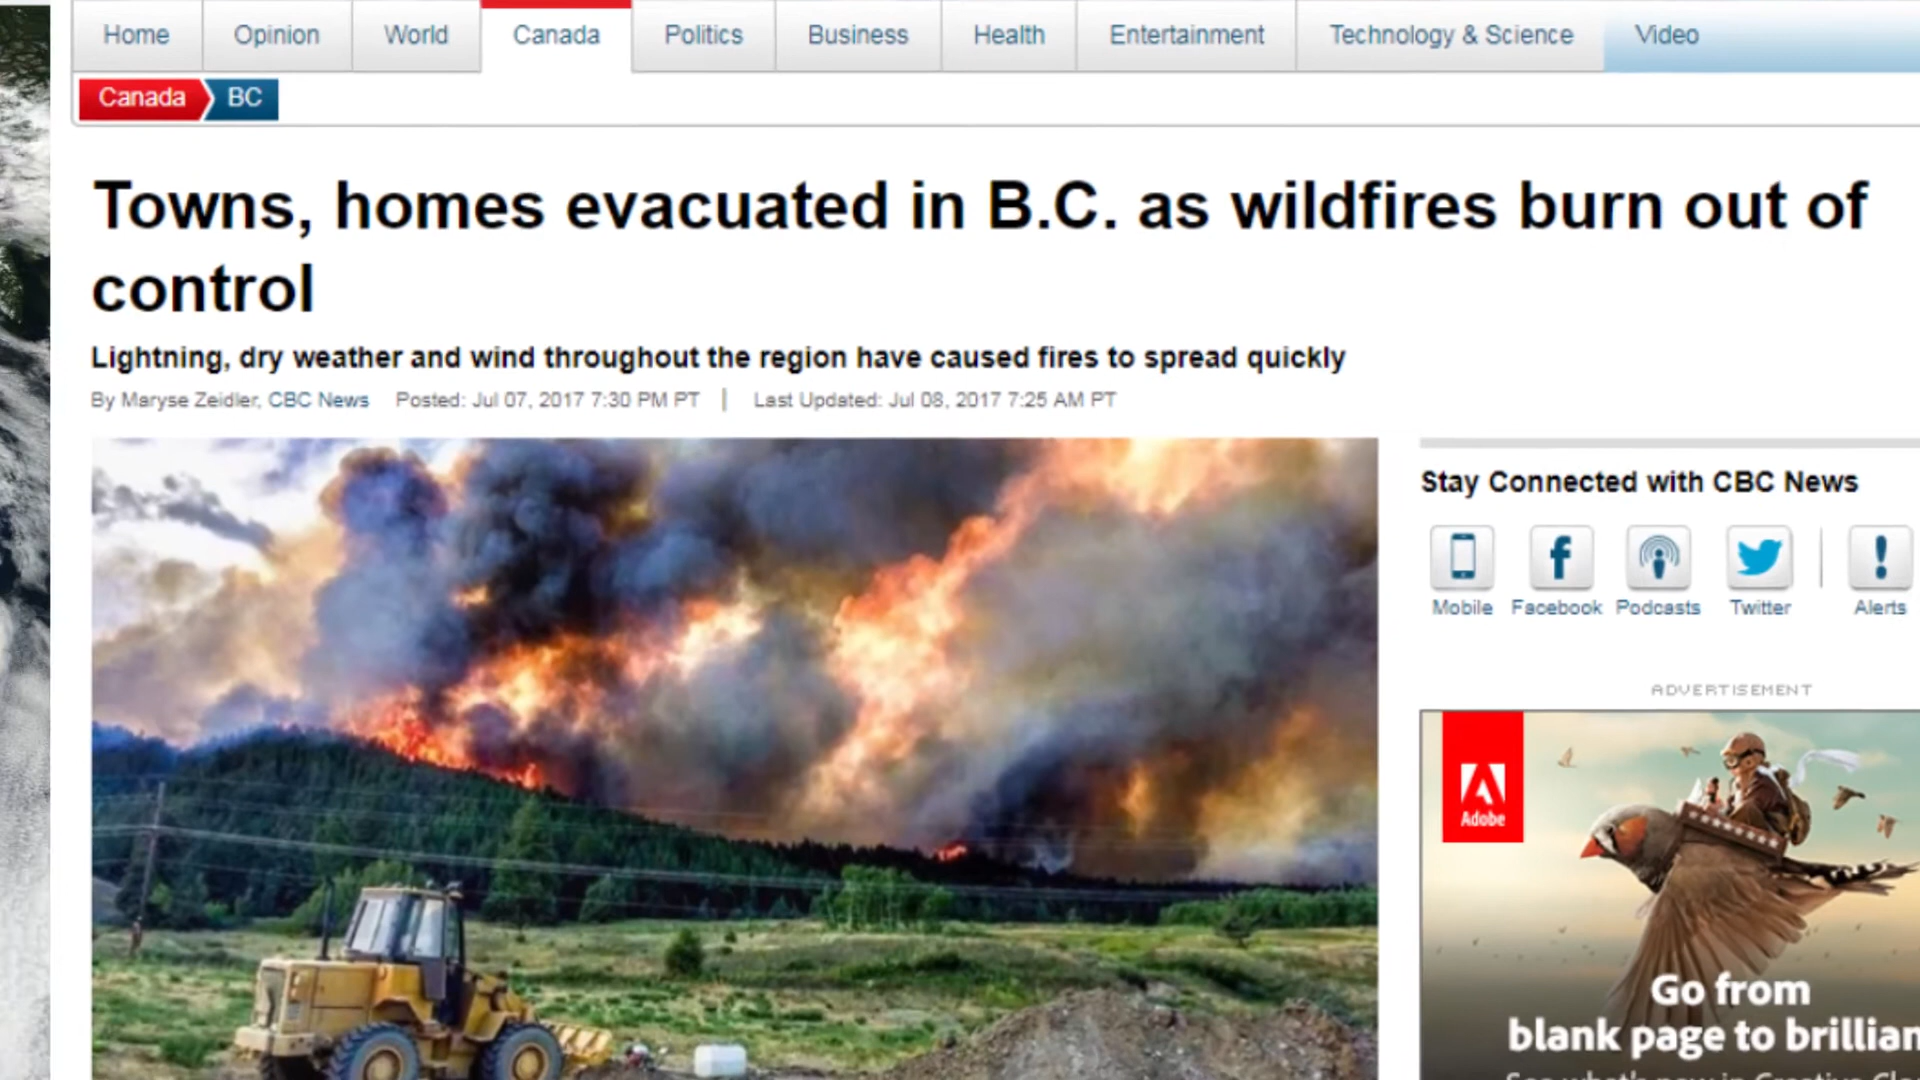 Home Opinion World Canada Politics Business Health Entertainment Technology & Science Video
Canada BC
Towns, homes evacuated in B.C. as wildfires burn out of
control
Lightning, dry weather and wind throughout the region have caused fires to spread quickly
By Maryse Zeidler, CBC News Posted: Jul 07, 2017 7:30 PM PT | Last Updated: Jul 08, 2017 7:25 AM PT
Stay Connected with CBC News
Mobile Facebook Podcasts Twitter Alerts
ADVERTISEMENT
Adobe
Go from
blank page to brillian